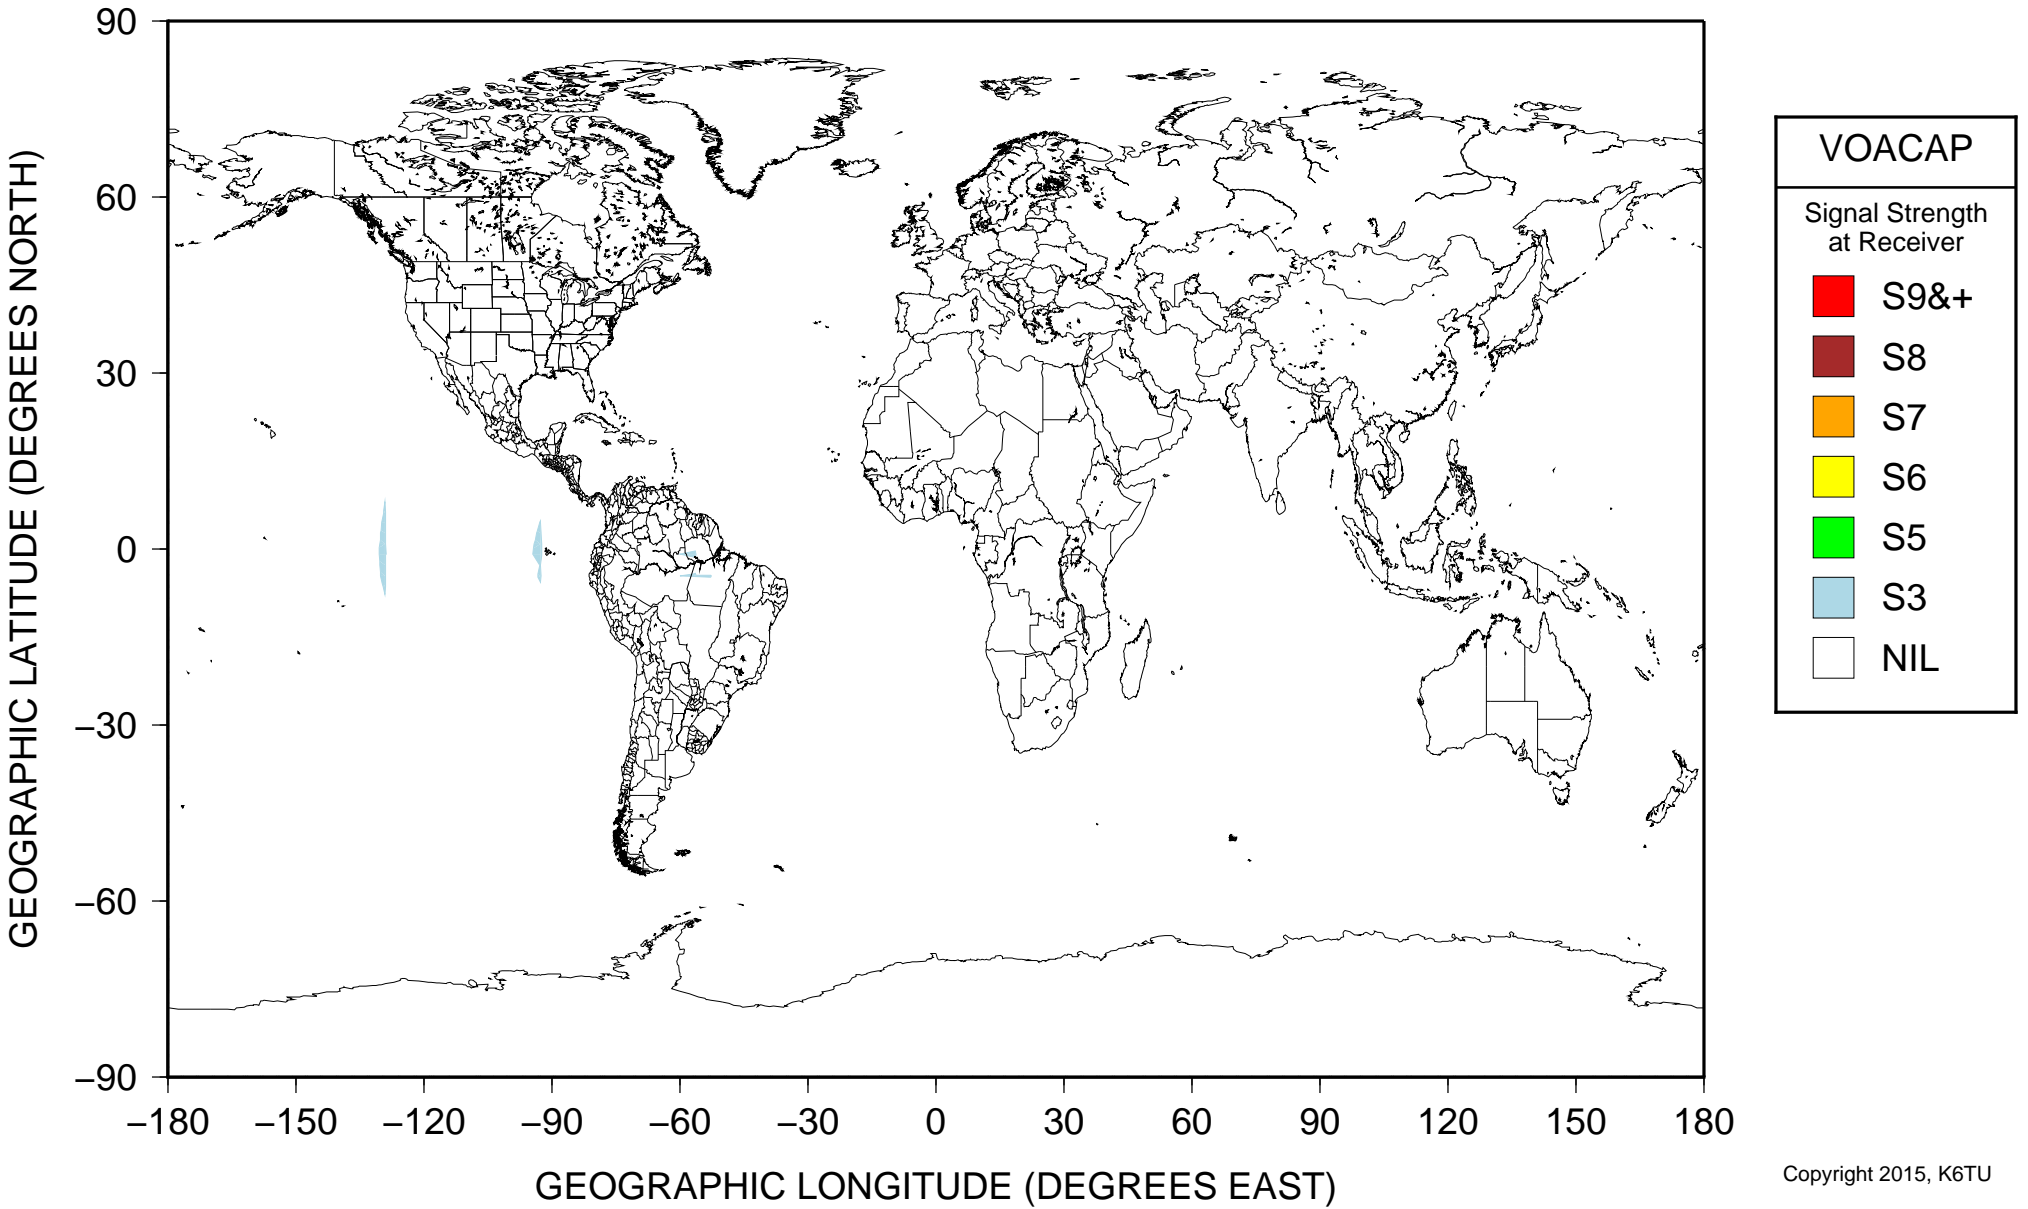 90
60
30
0
−30
−60
−90
GEOGRAPHIC LATITUDE (DEGREES NORTH)
−180 −150 −120 −90 −60 −30 0 30 60 90 120 150 180
GEOGRAPHIC LONGITUDE (DEGREES EAST)
VOACAP
Signal Strength
at Receiver
S9&+
S8
S7
S6
S5
S3
NIL
Copyright 2015, K6TU